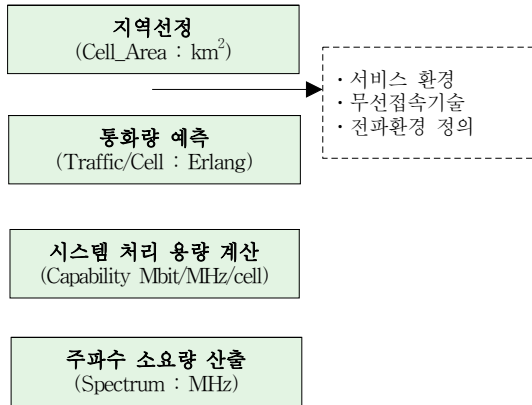 지역선정
(Cell_Area : km²)
· 서비스 환경
· 무선접속기술
· 전파환경 정의
통화량 예측
(Traffic/Cell : Erlang)
시스템 처리 용량 계산
(Capability Mbit/MHz/cell)
주파수 소요량 산출
(Spectrum : MHz)